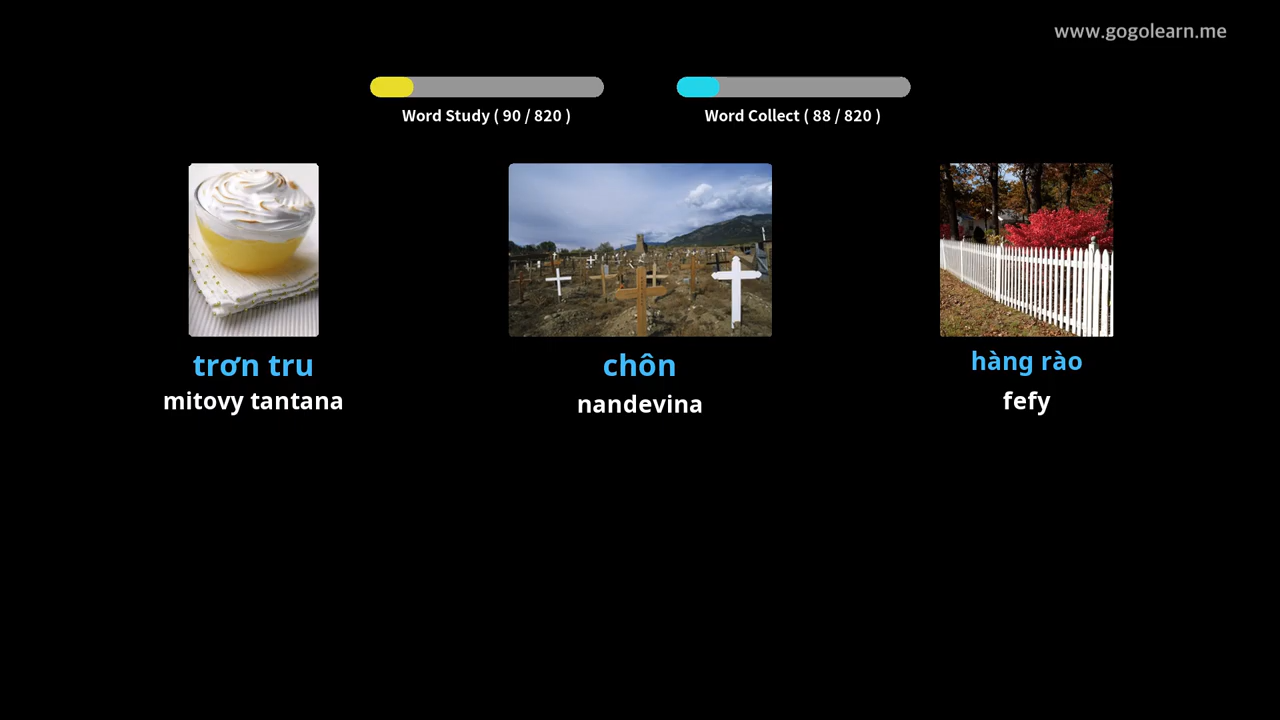 www.gogolearn.me
Word Study ( 90 / 820 )
Word Collect ( 88 / 820 )
trơn tru
mitovy tantana
chôn
nandevina
hàng rào
fefy